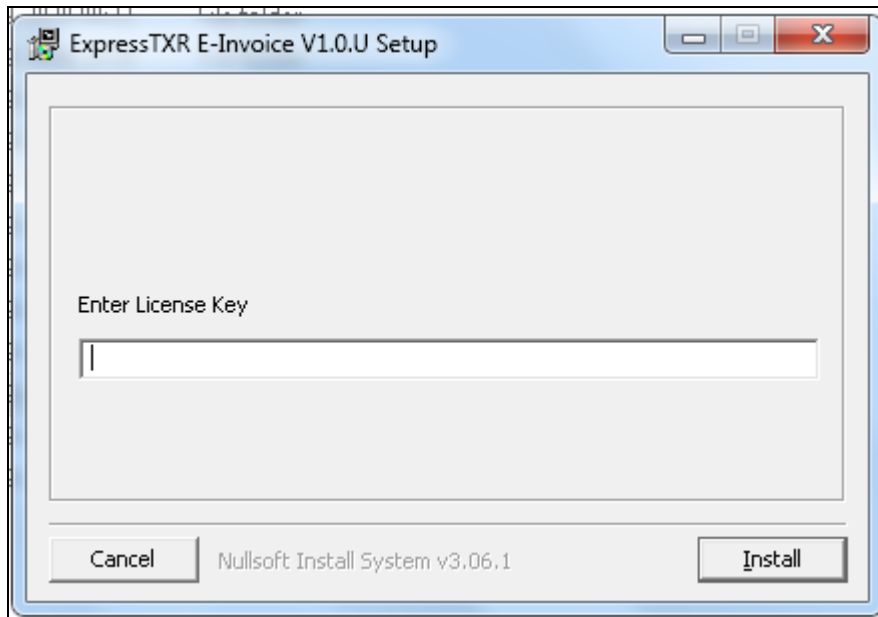 ExpressTXR E-Invoice V1.0.U Setup
Enter License Key
Cancel
Nullsoft Install System v3.06.1
Install